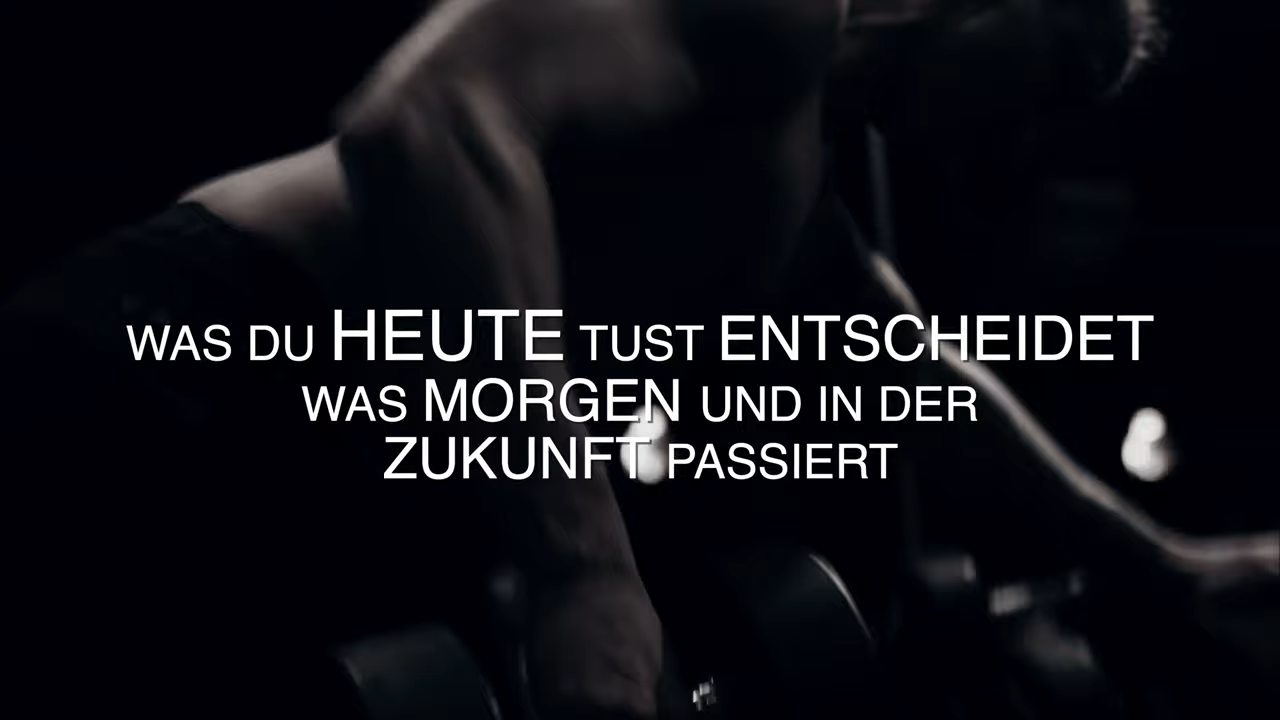 WAS DU HEUTE TUST ENTSCHEIDET
WAS MORGEN UND IN DER
ZUKUNFT PASSIERT